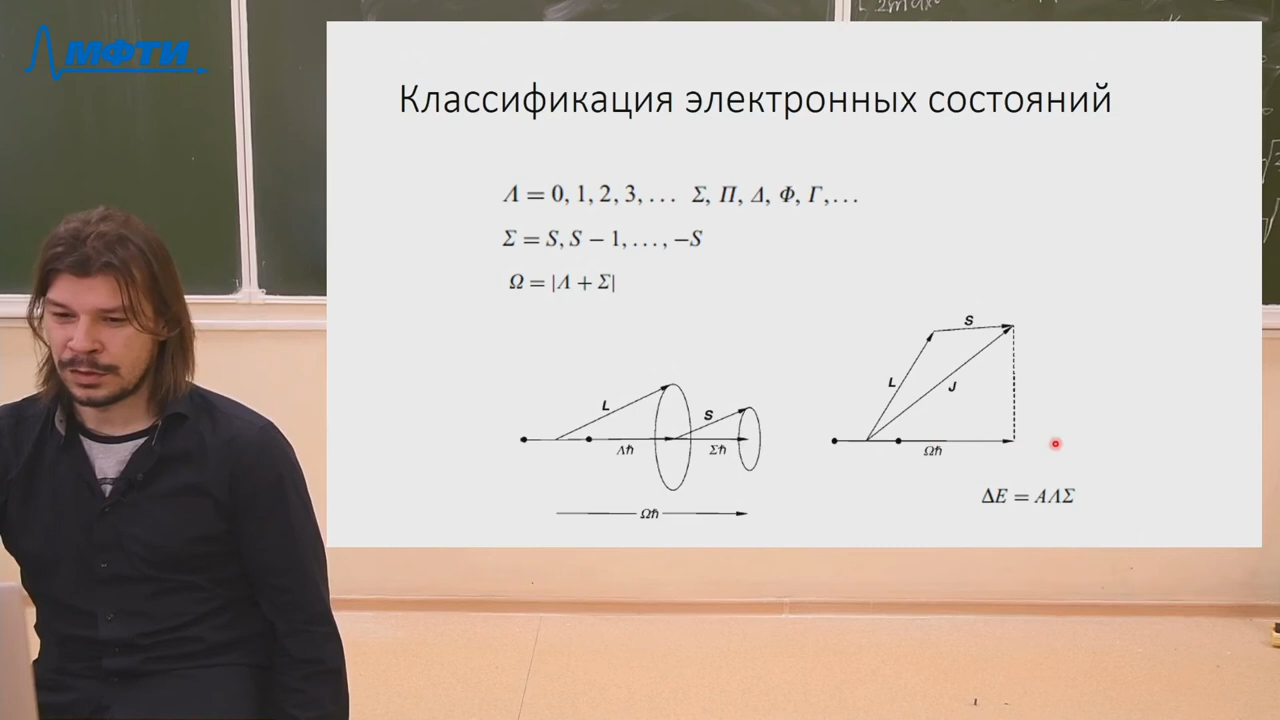 МФТИ
Классификация электронных состояний
Λ = 0, 1, 2, 3, ... Σ, Π, Δ, Φ, Γ, ...
Σ = S, S − 1, ..., −S
Ω = |Λ + Σ|
L
S
Λħ
Σħ
Ωħ
S
L
J
Ωħ
ΔE = AΛΣ